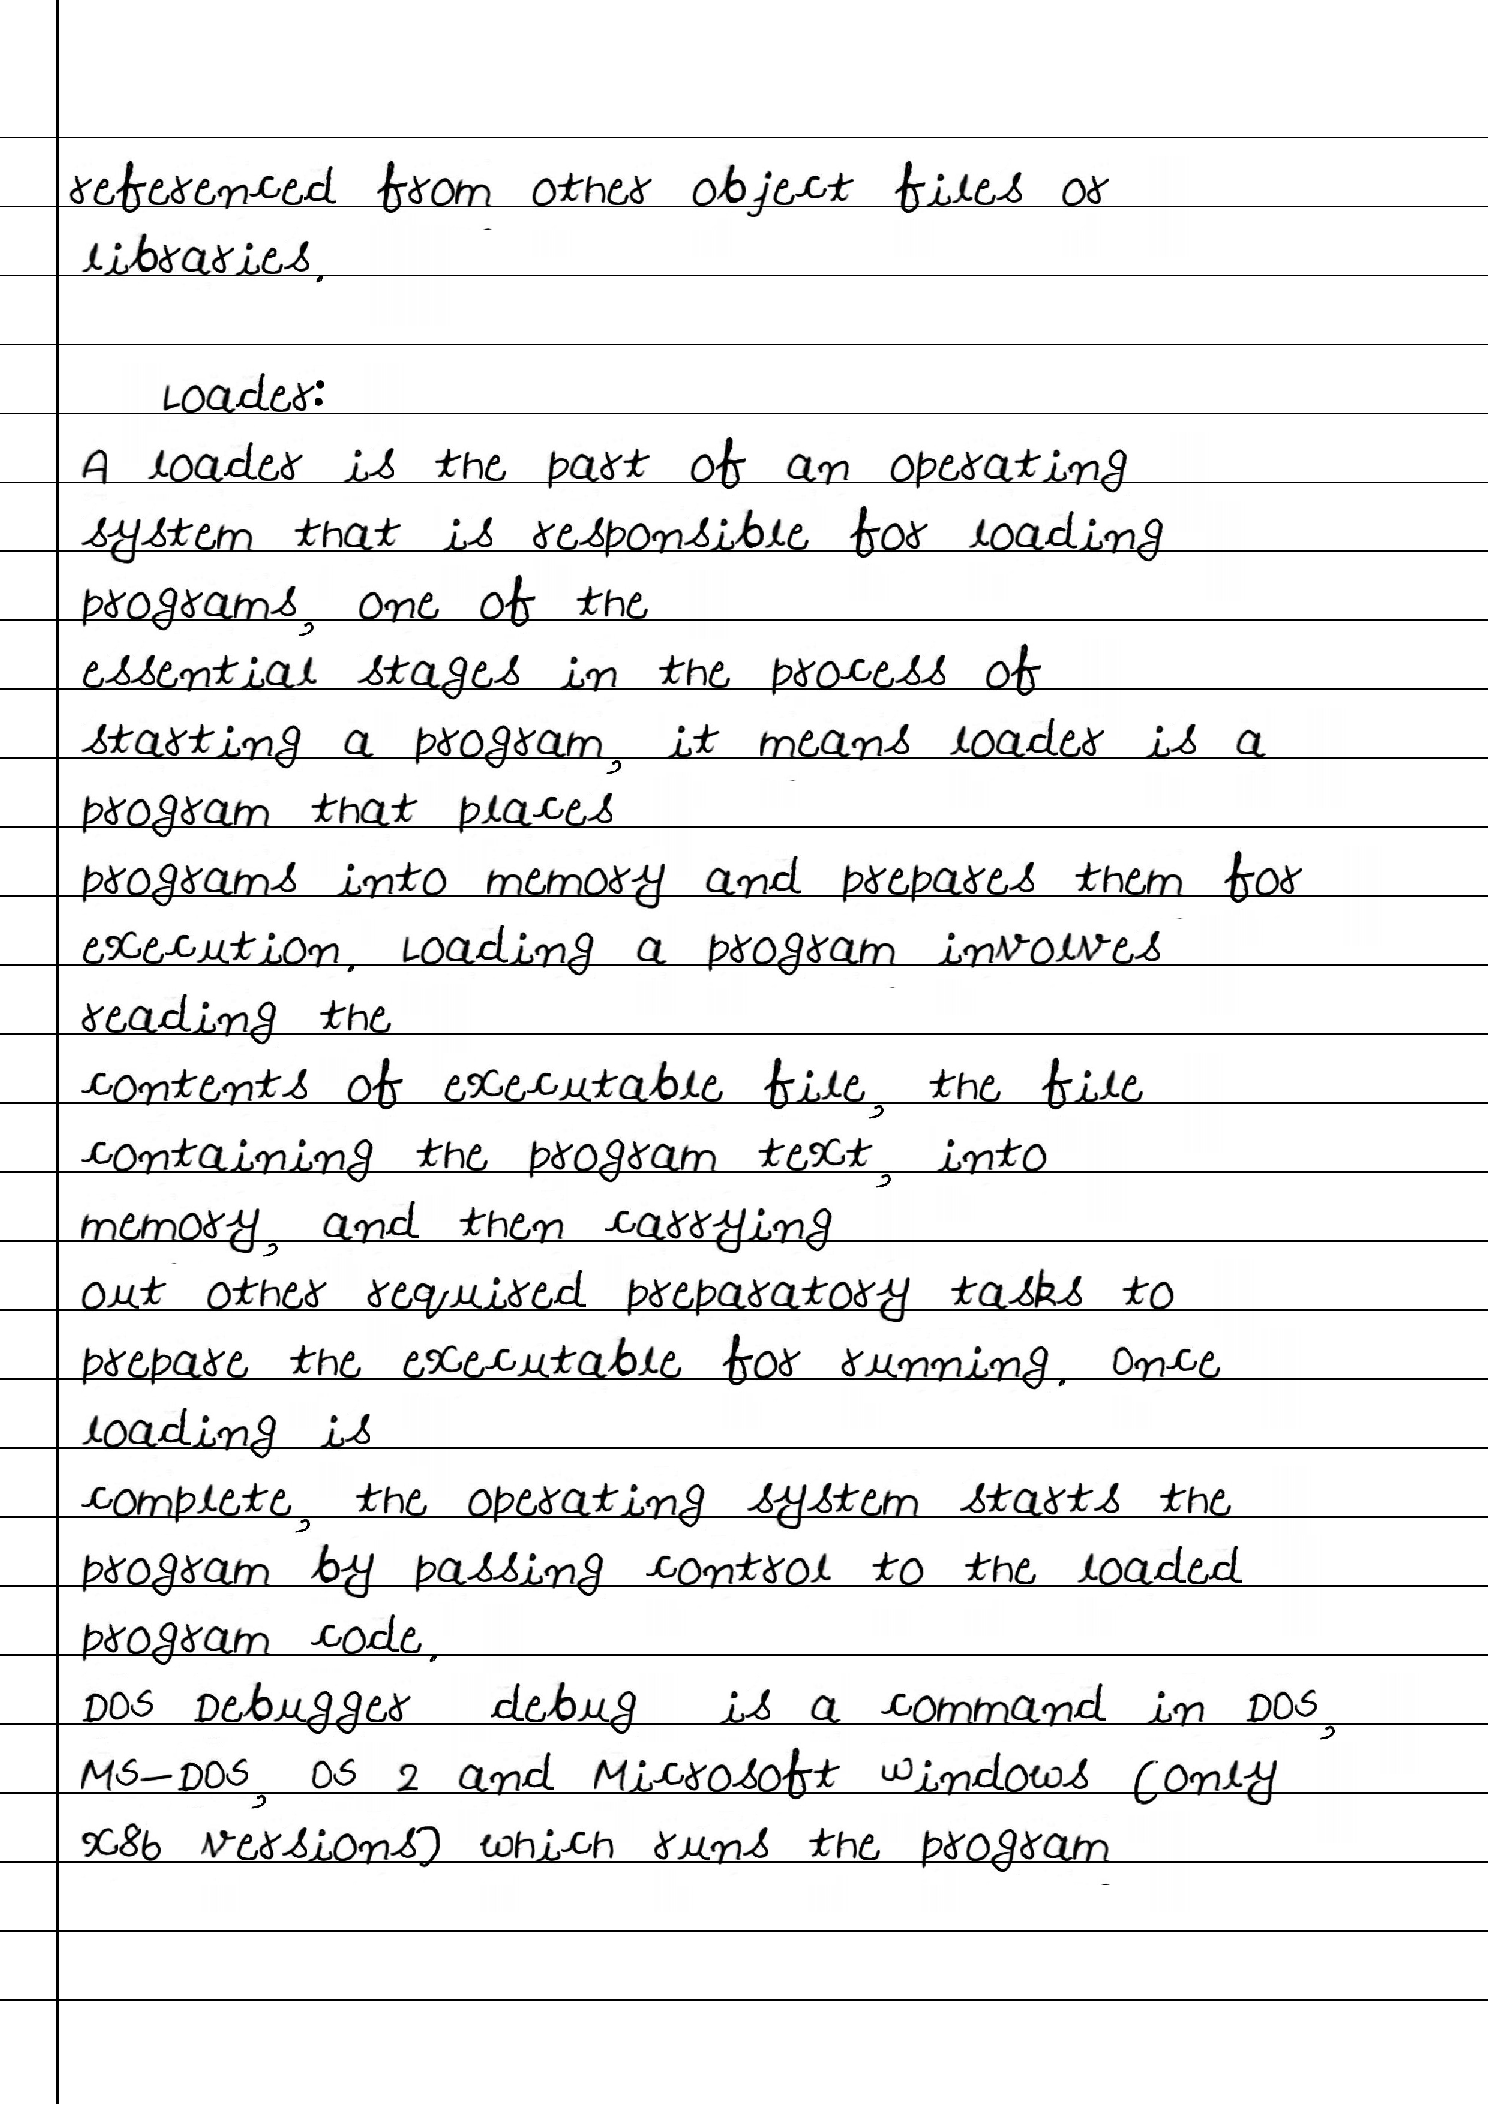 referenced from other object files or
libraries.
Loader:
A loader is the part of an operating
system that is responsible for loading
programs, one of the
essential stages in the process of
starting a program, it means loader is a
program that places
programs into memory and prepares them for
execution. Loading a program involves
reading the
contents of executable file, the file
containing the program text, into
memory, and then carrying
out other required preparatory tasks to
prepare the executable for running. Once
loading is
complete, the operating system starts the
program by passing control to the loaded
program code.
DOS Debugger debug is a command in DOS,
MS-DOS, OS 2 and Microsoft Windows (only
x86 versions) which runs the program